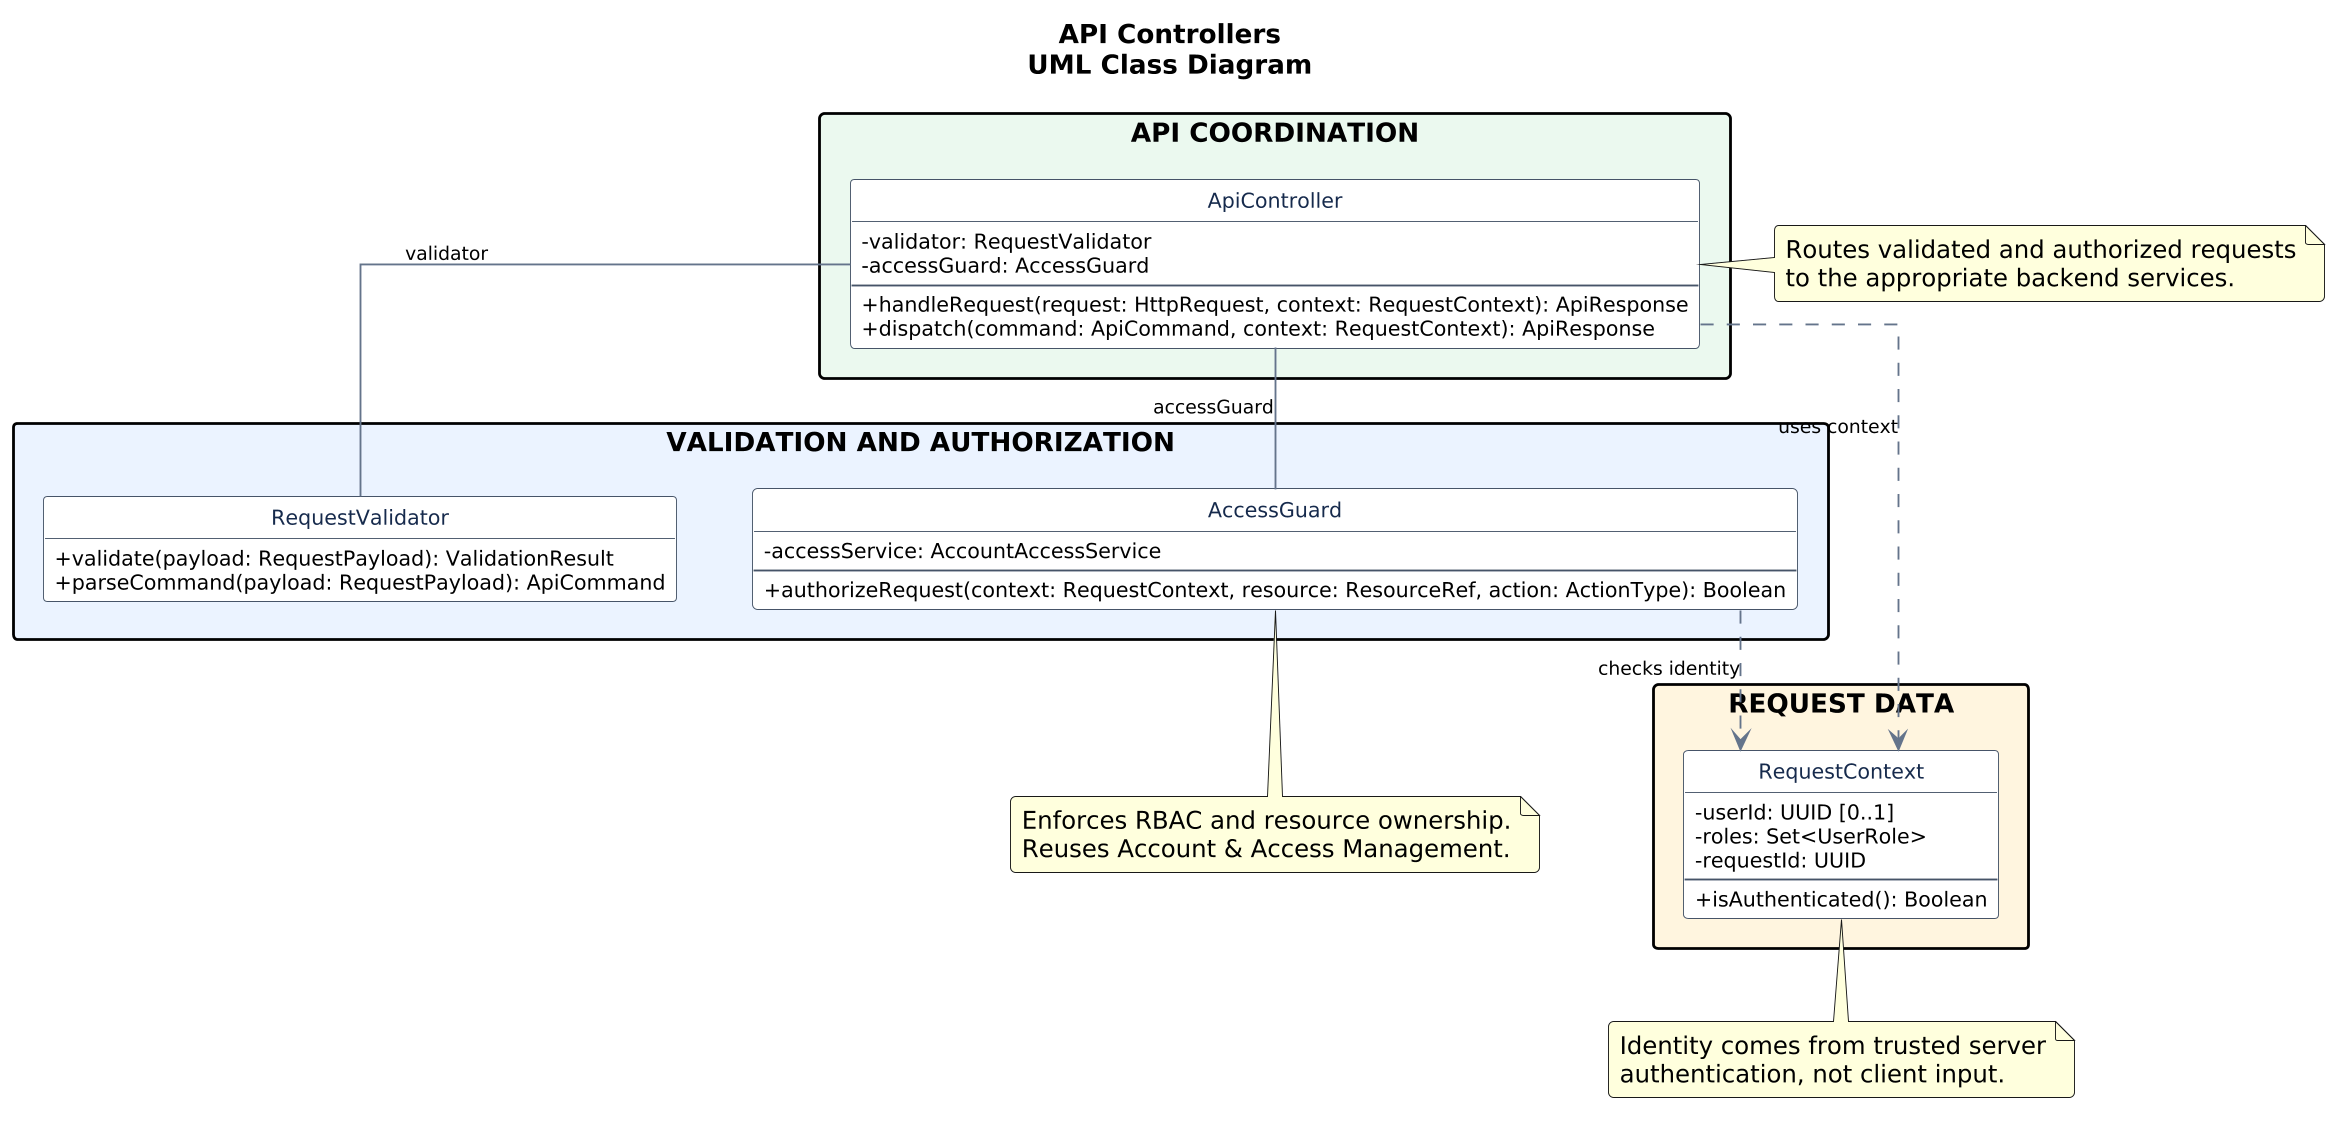 API Controllers
UML Class Diagram
API COORDINATION
ApiController
-validator: RequestValidator
-accessGuard: AccessGuard
+handleRequest(request: HttpRequest, context: RequestContext): ApiResponse
+dispatch(command: ApiCommand, context: RequestContext): ApiResponse
Routes validated and authorized requests
to the appropriate backend services.
validator
accessGuard
uses context
VALIDATION AND AUTHORIZATION
RequestValidator
+validate(payload: RequestPayload): ValidationResult
+parseCommand(payload: RequestPayload): ApiCommand
AccessGuard
-accessService: AccountAccessService
+authorizeRequest(context: RequestContext, resource: ResourceRef, action: ActionType): Boolean
checks identity
REQUEST DATA
RequestContext
-userId: UUID [0..1]
-roles: Set<UserRole>
-requestId: UUID
+isAuthenticated(): Boolean
Enforces RBAC and resource ownership.
Reuses Account & Access Management.
Identity comes from trusted server
authentication, not client input.